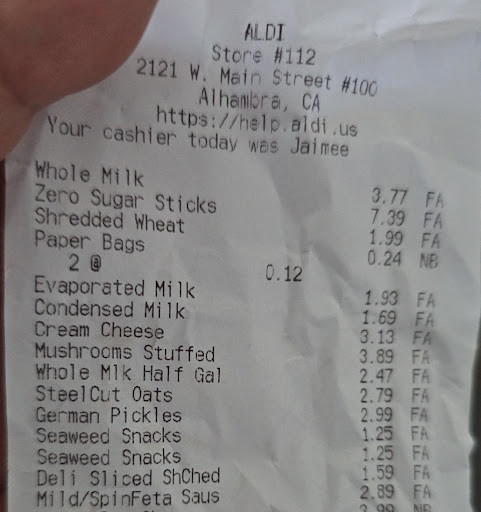 ALDI
Store #112
2121 W. Main Street #100
Alhambra, CA
https://help.aldi.us
Your cashier today was Jaimee
Whole Milk 3.77 FA
Zero Sugar Sticks 7.39 FA
Shredded Wheat 1.99 FA
Paper Bags 0.24 NB
2 @ 0.12
Evaporated Milk 1.93 FA
Condensed Milk 1.69 FA
Cream Cheese 3.13 FA
Mushrooms Stuffed 3.89 FA
Whole Mlk Half Gal 2.47 FA
SteelCut Oats 2.79 FA
German Pickles 2.99 FA
Seaweed Snacks 1.25 FA
Seaweed Snacks 1.25 FA
Deli Sliced ShChed 1.59 FA
Mild/SpinFeta Saus 2.89 FA